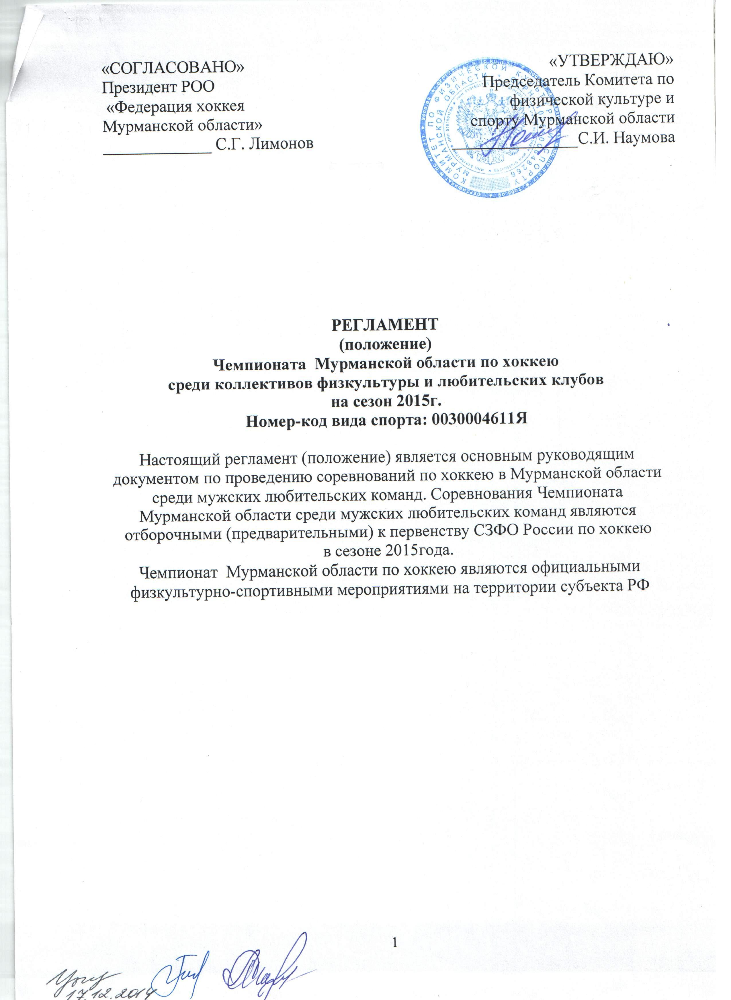 «СОГЛАСОВАНО»
Президент РОО
«Федерация хоккея
Мурманской области»
_____________ С.Г. Лимонов
«УТВЕРЖДАЮ»
Председатель Комитета по
физической культуре и
спорту Мурманской области
_______________С.И. Наумова
КОМИТЕТ ПО ФИЗИЧЕСКОЙ КУЛЬТУРЕ И СПОРТУ
МУРМАНСКОЙ ОБЛАСТИ
РЕГЛАМЕНТ
(положение)
Чемпионата  Мурманской области по хоккею
среди коллективов физкультуры и любительских клубов
на сезон 2015г.
Номер-код вида спорта: 0030004611Я
Настоящий регламент (положение) является основным руководящим
документом по проведению соревнований по хоккею в Мурманской области
среди мужских любительских команд. Соревнования Чемпионата
Мурманской области среди мужских любительских команд являются
отборочными (предварительными) к первенству СЗФО России по хоккею
в сезоне 2015года.
Чемпионат  Мурманской области по хоккею являются официальными
физкультурно-спортивными мероприятиями на территории субъекта РФ
1
17.12.2014